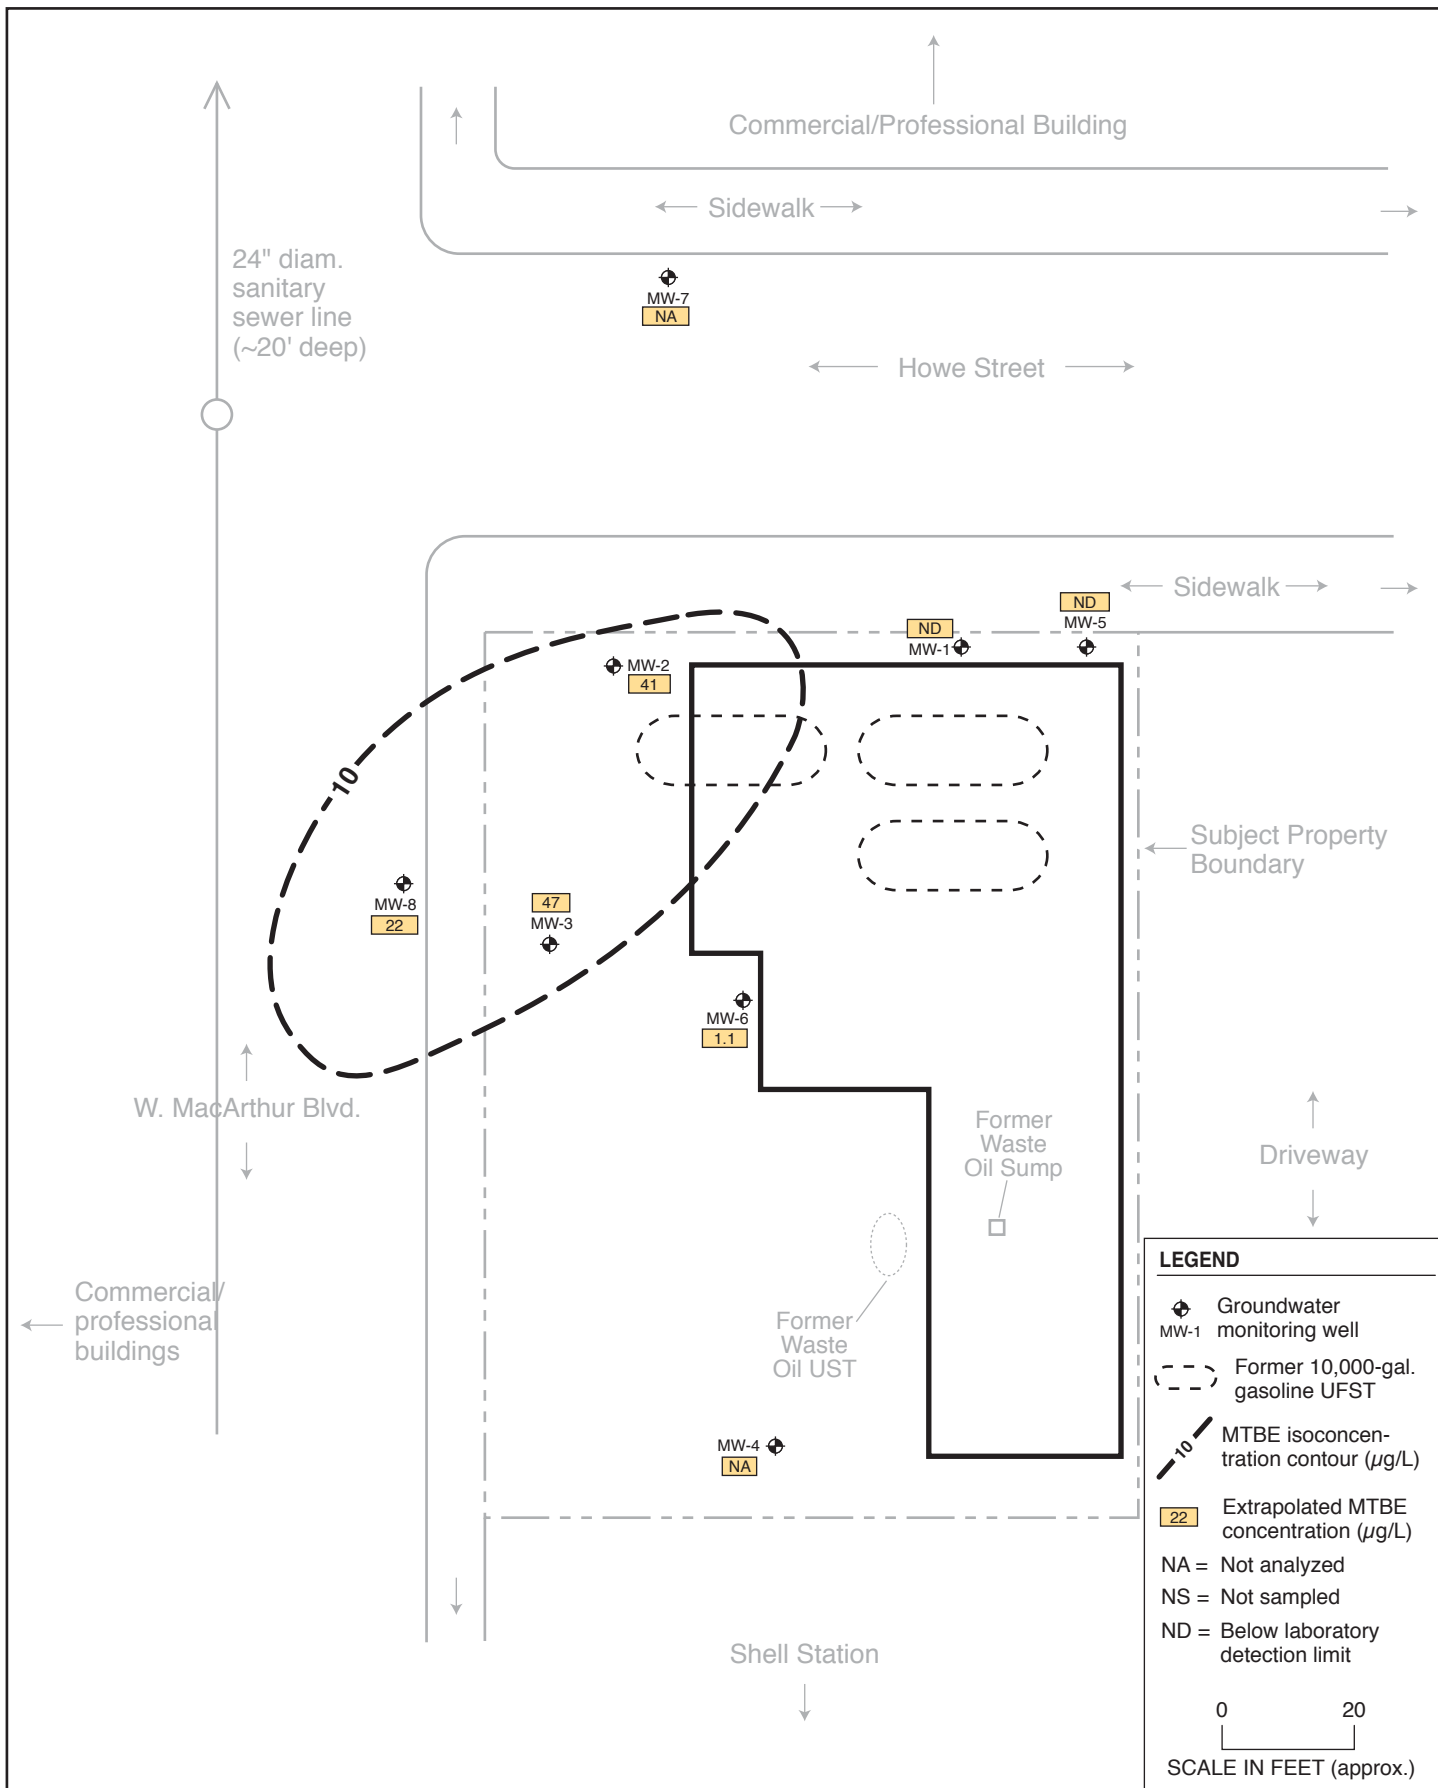 Commercial/Professional Building
Sidewalk
24" diam.
sanitary
sewer line
(~20' deep)
MW-7
NA
Howe Street
Sidewalk
ND
MW-5
ND
MW-1
MW-2
41
10
Subject Property
Boundary
MW-8
22
47
MW-3
MW-6
1.1
W. MacArthur Blvd.
Former
Waste
Oil Sump
Driveway
Commercial/
professional
buildings
Former
Waste
Oil UST
MW-4
NA
Shell Station
LEGEND
MW-1
Groundwater
monitoring well
Former 10,000-gal.
gasoline UFST
10
MTBE isoconcen-
tration contour (µg/L)
22
Extrapolated MTBE
concentration (µg/L)
NA = Not analyzed
NS = Not sampled
ND = Below laboratory
detection limit
0 20
SCALE IN FEET (approx.)